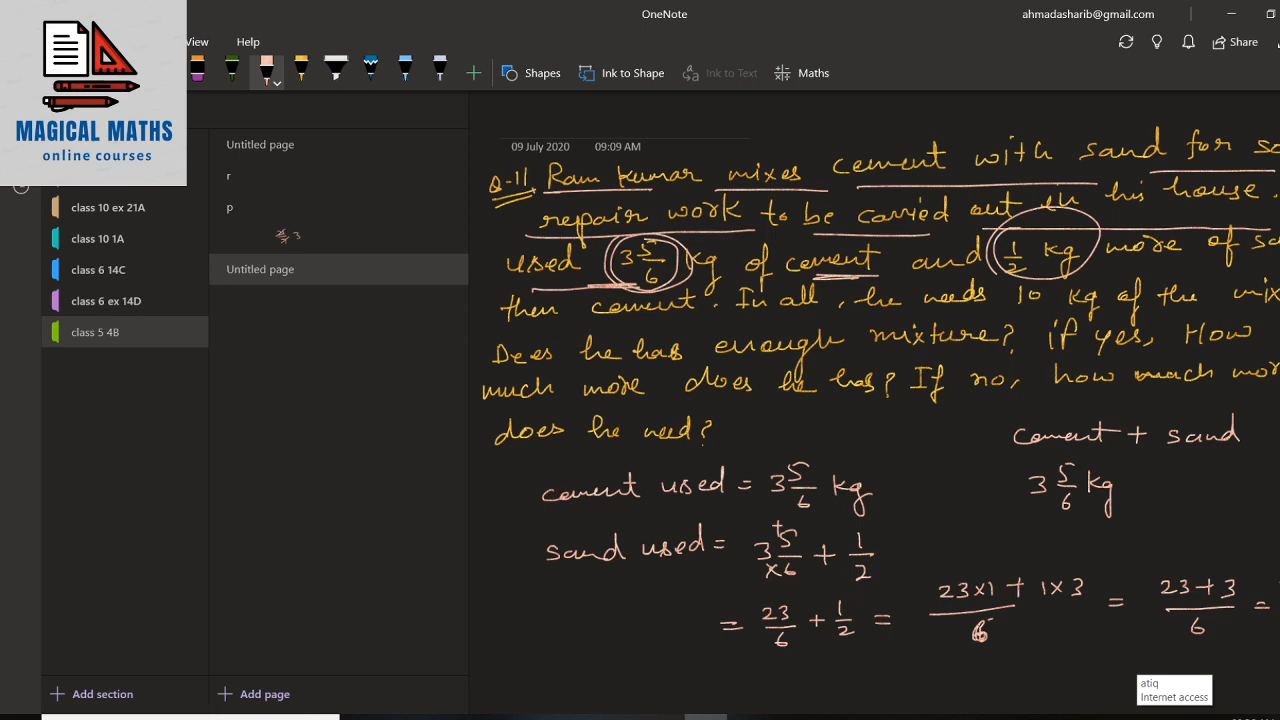 OneNote
ahmadasharib@gmail.com
View
Help
Share
Shapes
Ink to Shape
Ink to Text
Maths
MAGICAL MATHS
online courses
class 10 ex 21A
class 10 1A
class 6 14C
class 6 ex 14D
class 5 4B
Untitled page
r
p
3
Untitled page
Add section
Add page
09 July 2020 09:09 AM
Q-11 Ram Kumar mixes cement with sand for so
repair work to be carried out in his house.
used 3 5/6 kg of cement and 1/2 kg more of sa
then cement. In all, he needs 10 kg of the mix
Does he has enough mixture? if yes, How
much more does he has? If no, how much mor
does he need?
cement + sand
cement used = 3 5/6 kg
3 5/6 kg
sand used = 3 + 5/×6 + 1/2
= 23/6 + 1/2 = 23×1 + 1×3/6 = 23+3/6 =
atiq
Internet access